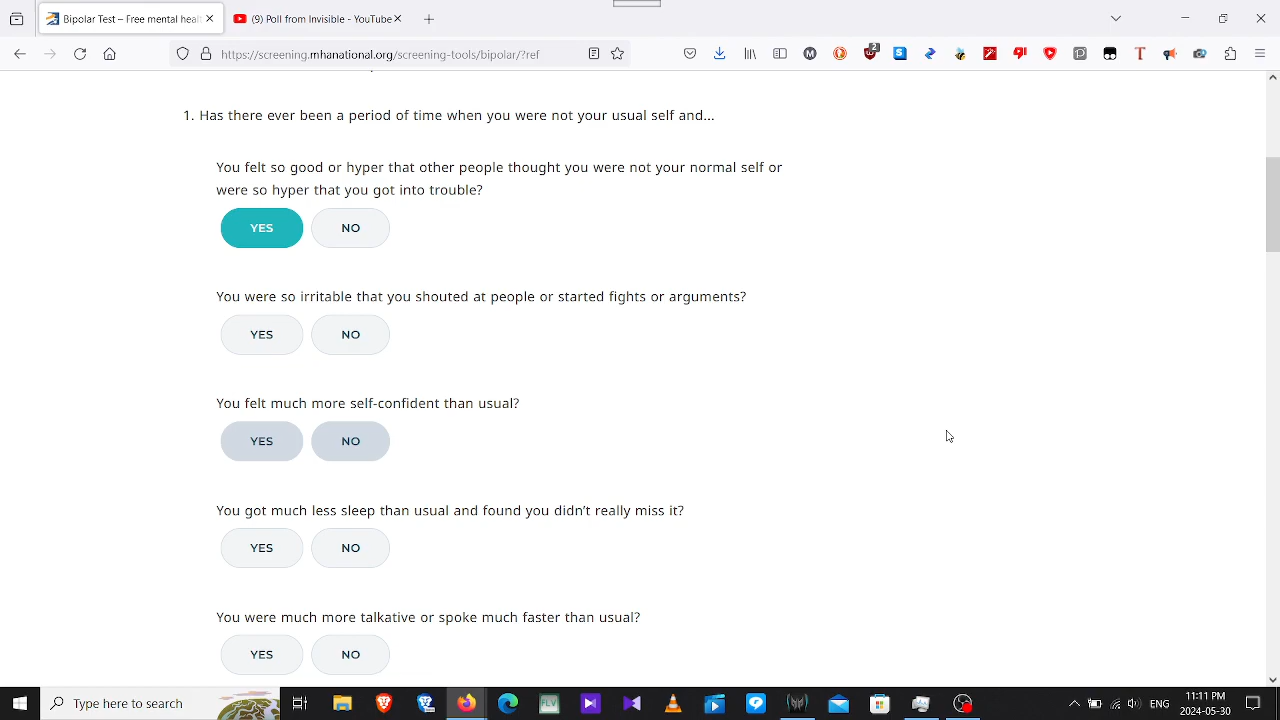 Bipolar Test – Free mental heal
(9) Poll from Invisible - YouTube
https://screening.mhanational.org/screening-tools/bipolar/?ref
2
1. Has there ever been a period of time when you were not your usual self and...
You felt so good or hyper that other people thought you were not your normal self or
were so hyper that you got into trouble?
YES NO
You were so irritable that you shouted at people or started fights or arguments?
YES NO
You felt much more self-confident than usual?
YES NO
You got much less sleep than usual and found you didn't really miss it?
YES NO
You were much more talkative or spoke much faster than usual?
YES NO
Type here to search
FLV
ENG
11:11 PM
2024-05-30